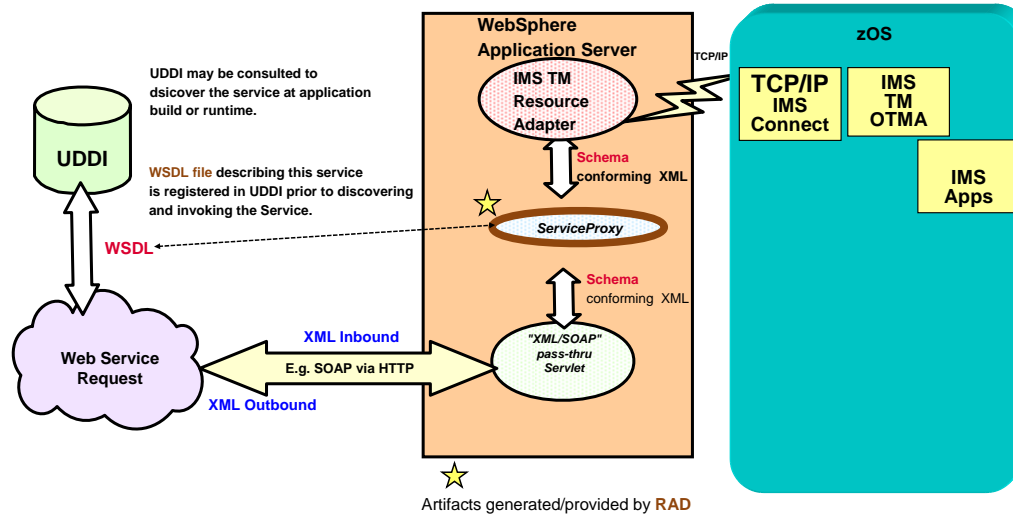 UDDI may be consulted to
dsicover the service at application
build or runtime.
UDDI
WSDL file describing this service
is registered in UDDI prior to discovering
and invoking the Service.
WSDL
Web Service
Request
XML Inbound
E.g. SOAP via HTTP
XML Outbound
WebSphere
Application Server
IMS TM
Resource
Adapter
Schema
conforming XML
ServiceProxy
Schema
conforming XML
"XML/SOAP"
pass-thru
Servlet
TCP/IP
zOS
TCP/IP
IMS
Connect
IMS
TM
OTMA
IMS
Apps
Artifacts generated/provided by RAD